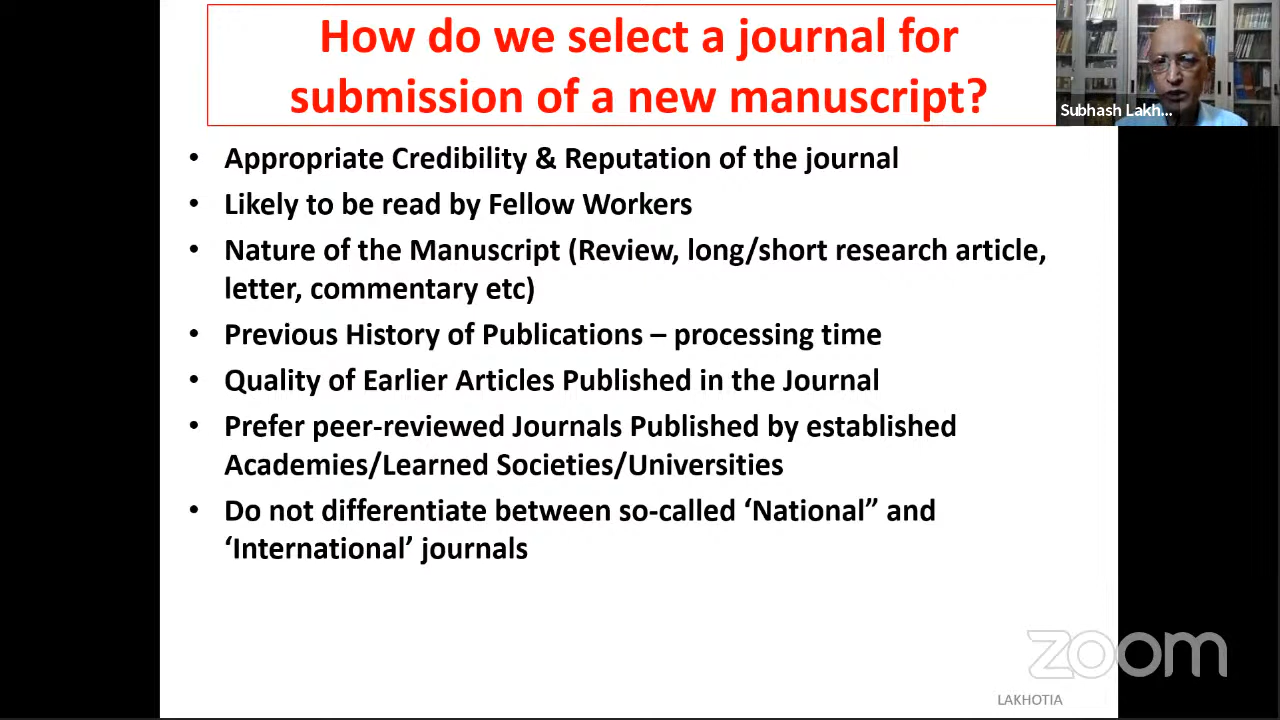 How do we select a journal for
submission of a new manuscript?
Subhash Lakh...
• Appropriate Credibility & Reputation of the journal
• Likely to be read by Fellow Workers
• Nature of the Manuscript (Review, long/short research article,
letter, commentary etc)
• Previous History of Publications – processing time
• Quality of Earlier Articles Published in the Journal
• Prefer peer-reviewed Journals Published by established
Academies/Learned Societies/Universities
• Do not differentiate between so-called ‘National” and
‘International’ journals
zoom
LAKHOTIA